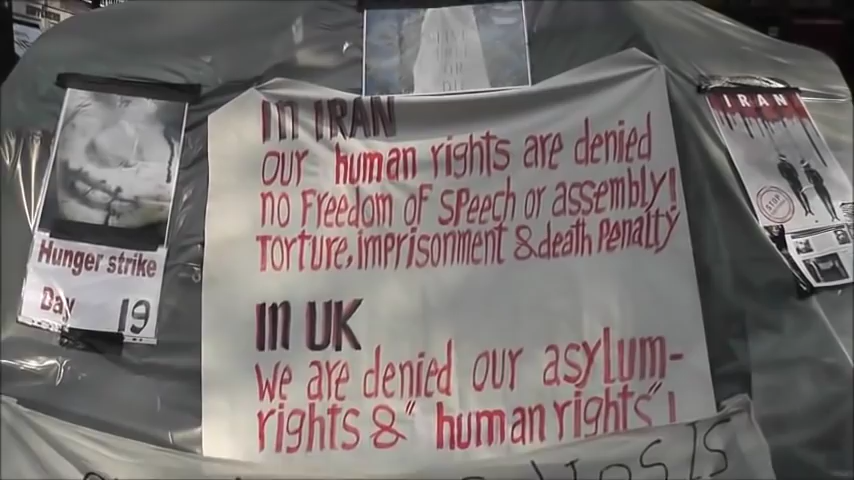 In IRAN
our human rights are denied
no Freedom of speech or assembly!
Torture, imprisonment & death Penalty
In UK
we are denied our asylum-
rights & "human rights"!
Hunger strike
Day 19
IRAN
STOP